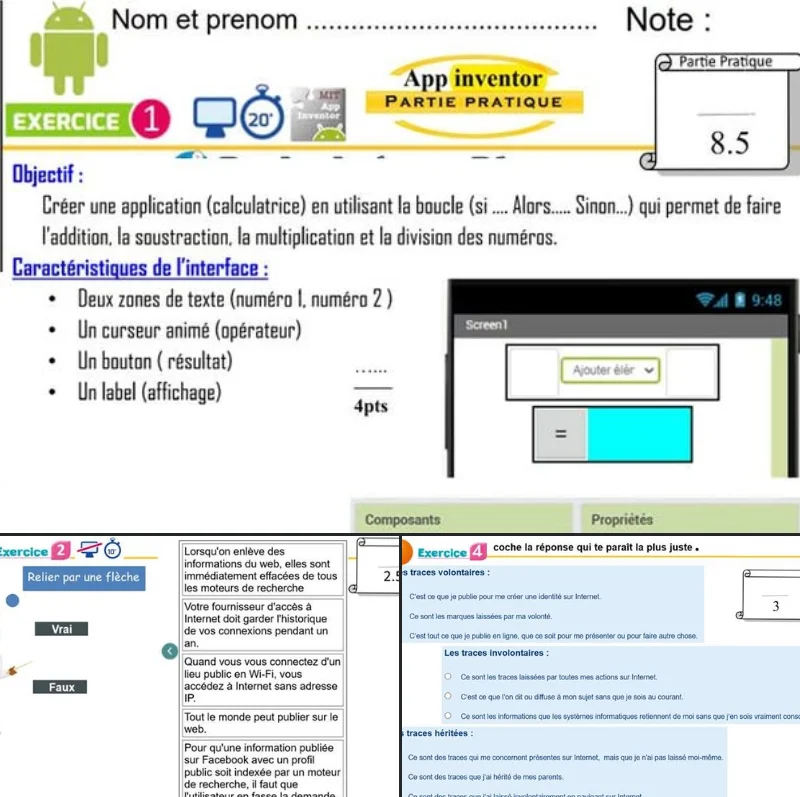 Nom et prenom ............................................. Note :
Partie Pratique
App inventor
PARTIE PRATIQUE
EXERCICE 1
20'
MIT
App
Inventor
8.5
Objectif :
Créer une application (calculatrice) en utilisant la boucle (si .... Alors..... Sinon...) qui permet de faire
l'addition, la soustraction, la multiplication et la division des numéros.
Caractéristiques de l'interface :
• Deux zones de texte (numéro 1, numéro 2 )
• Un curseur animé (opérateur)
• Un bouton ( résultat)
• Un label (affichage)
......
4pts
9:48
Screen1
Ajouter élér
=
Composants
Propriétés
Exercice 2
10'
Relier par une flèche
Vrai
Faux
Lorsqu'on enlève des
informations du web, elles sont
immédiatement effacées de tous
les moteurs de recherche
2.5
Votre fournisseur d'accès à
Internet doit garder l'historique
de vos connexions pendant un
an.
Quand vous vous connectez d'un
lieu public en Wi-Fi, vous
accédez à Internet sans adresse
IP.
Tout le monde peut publier sur le
web.
Pour qu'une information publiée
sur Facebook avec un profil
public soit indexée par un moteur
de recherche, il faut que
l'utilisateur en fasse la demande
Exercice 4 coche la réponse qui te paraît la plus juste .
s traces volontaires :
3
C'est ce que je publie pour me créer une identité sur Internet.
Ce sont les marques laissées par ma volonté.
C'est tout ce que je publie en ligne, que ce soit pour me présenter ou pour faire autre chose.
Les traces involontaires :
Ce sont les traces laissées par toutes mes actions sur Internet.
C'est ce que l'on dit ou diffuse à mon sujet sans que je sois au courant.
Ce sont les informations que les systèmes informatiques retiennent de moi sans que j'en sois vraiment cons
s traces héritées :
Ce sont des traces qui me concernent présentes sur Internet, mais que je n'ai pas laissé moi-même.
Ce sont des traces que j'ai hérité de mes parents.
Ce sont des traces que j'ai laissé involontairement en naviguant sur Internet